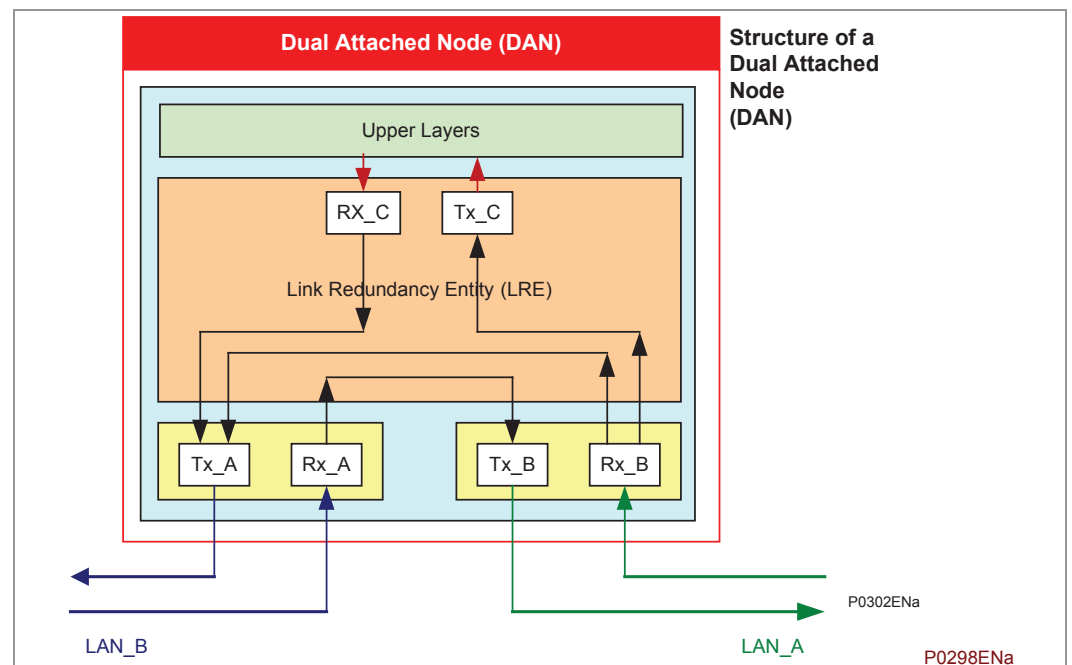 Dual Attached Node (DAN)
Structure of a
Dual Attached
Node
(DAN)
Upper Layers
RX_C
Tx_C
Link Redundancy Entity (LRE)
Tx_A
Rx_A
Tx_B
Rx_B
P0302ENa
LAN_B
LAN_A
P0298ENa